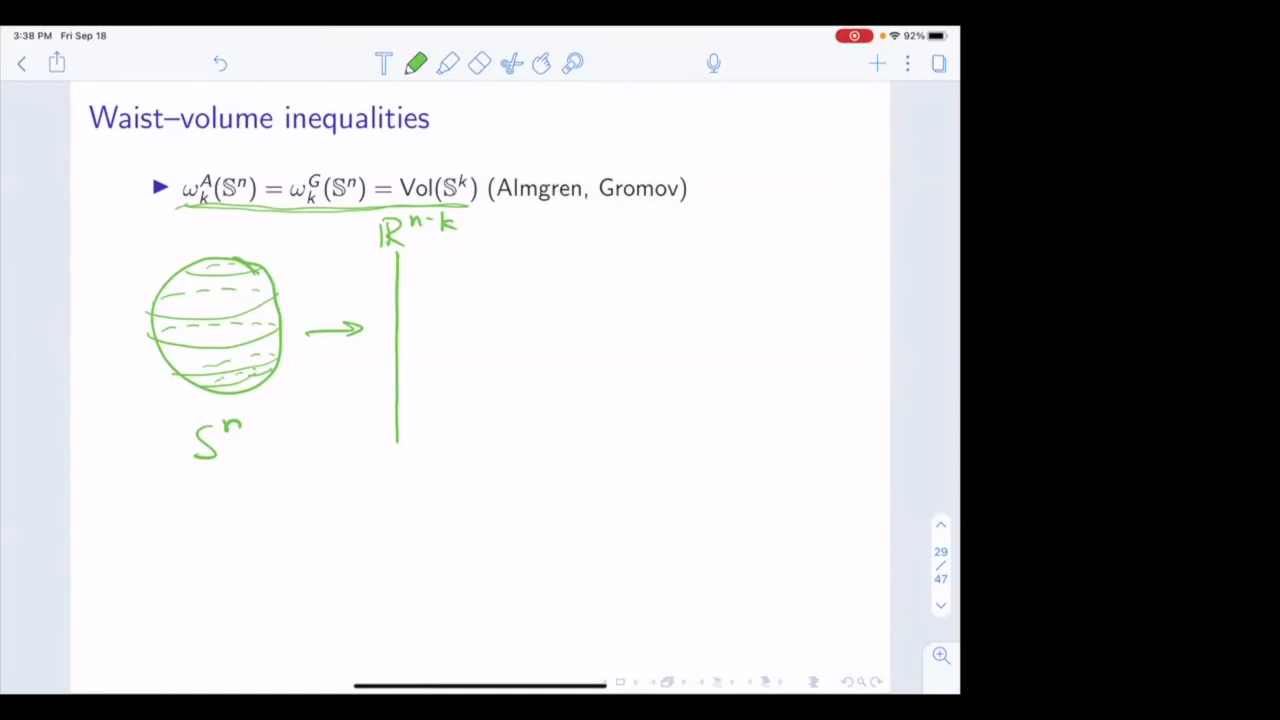 3:38 PM Fri Sep 18
92%
T
Waist–volume inequalities
▶ ω_k^A(𝕊^n) = ω_k^G(𝕊^n) = Vol(𝕊^k) (Almgren, Gromov)
ℝ^{n-k}
S^n
29
/
47